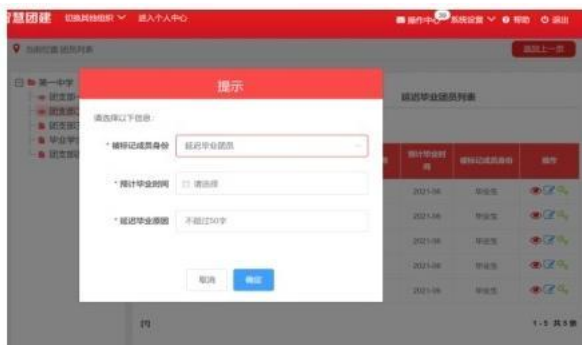 智慧团建 切换其他组织 进入个人中心 操作中心 39 系统设置 帮助 退出
当前位置 团员列表 返回上一页
第一中学
团支部
团支部
团支部
毕业学
团支部
延迟毕业团员列表
提示
请选择以下信息:
* 被标记成员身份 延迟毕业团员
* 预计毕业时间 请选择
* 延迟毕业原因 不超过50字
取消 确定
预计毕业时间 被标记成员身份 操作
2021-06 毕业生
2021-06 毕业生
2021-06 毕业生
2021-06 毕业生
2021-06 毕业生
[1] 1-5 共5条